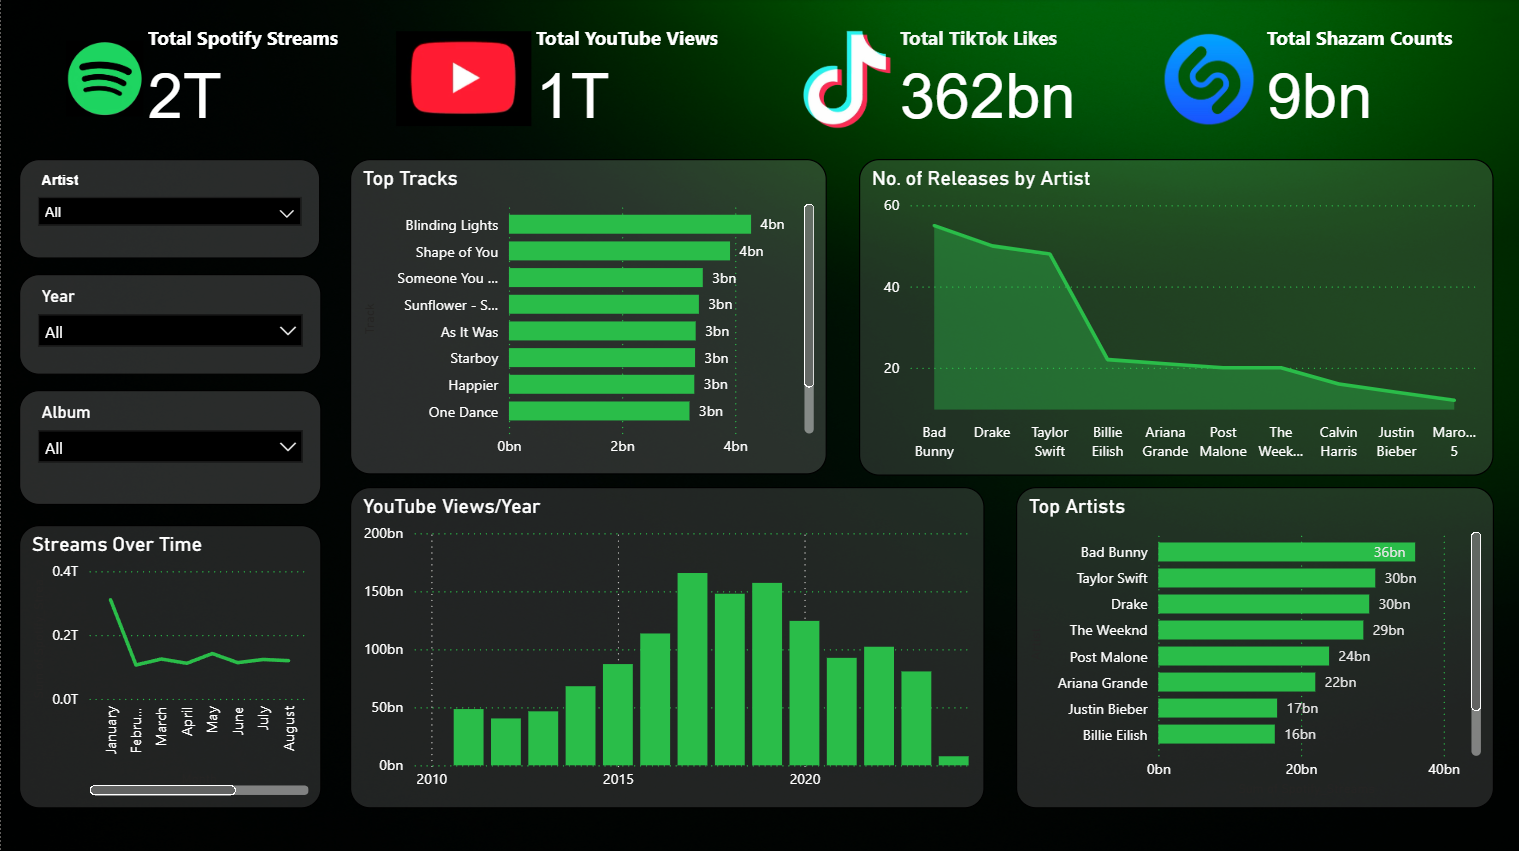 Total Spotify Streams
2T
Total YouTube Views
1T
Total TikTok Likes
362bn
Total Shazam Counts
9bn
Artist
All
Year
All
Album
All
Streams Over Time
0.4T
0.2T
0.0T
January
Febru...
March
April
May
June
July
August
Top Tracks
Blinding Lights 4bn
Shape of You 4bn
Someone You ... 3bn
Sunflower - S... 3bn
As It Was 3bn
Starboy 3bn
Happier 3bn
One Dance 3bn
0bn 2bn 4bn
No. of Releases by Artist
60
40
20
Bad
Bunny
Drake
Taylor
Swift
Billie
Eilish
Ariana
Grande
Post
Malone
The
Week...
Calvin
Harris
Justin
Bieber
Maro...
5
YouTube Views/Year
200bn
150bn
100bn
50bn
0bn
2010 2015 2020
Top Artists
Bad Bunny 36bn
Taylor Swift 30bn
Drake 30bn
The Weeknd 29bn
Post Malone 24bn
Ariana Grande 22bn
Justin Bieber 17bn
Billie Eilish 16bn
0bn 20bn 40bn